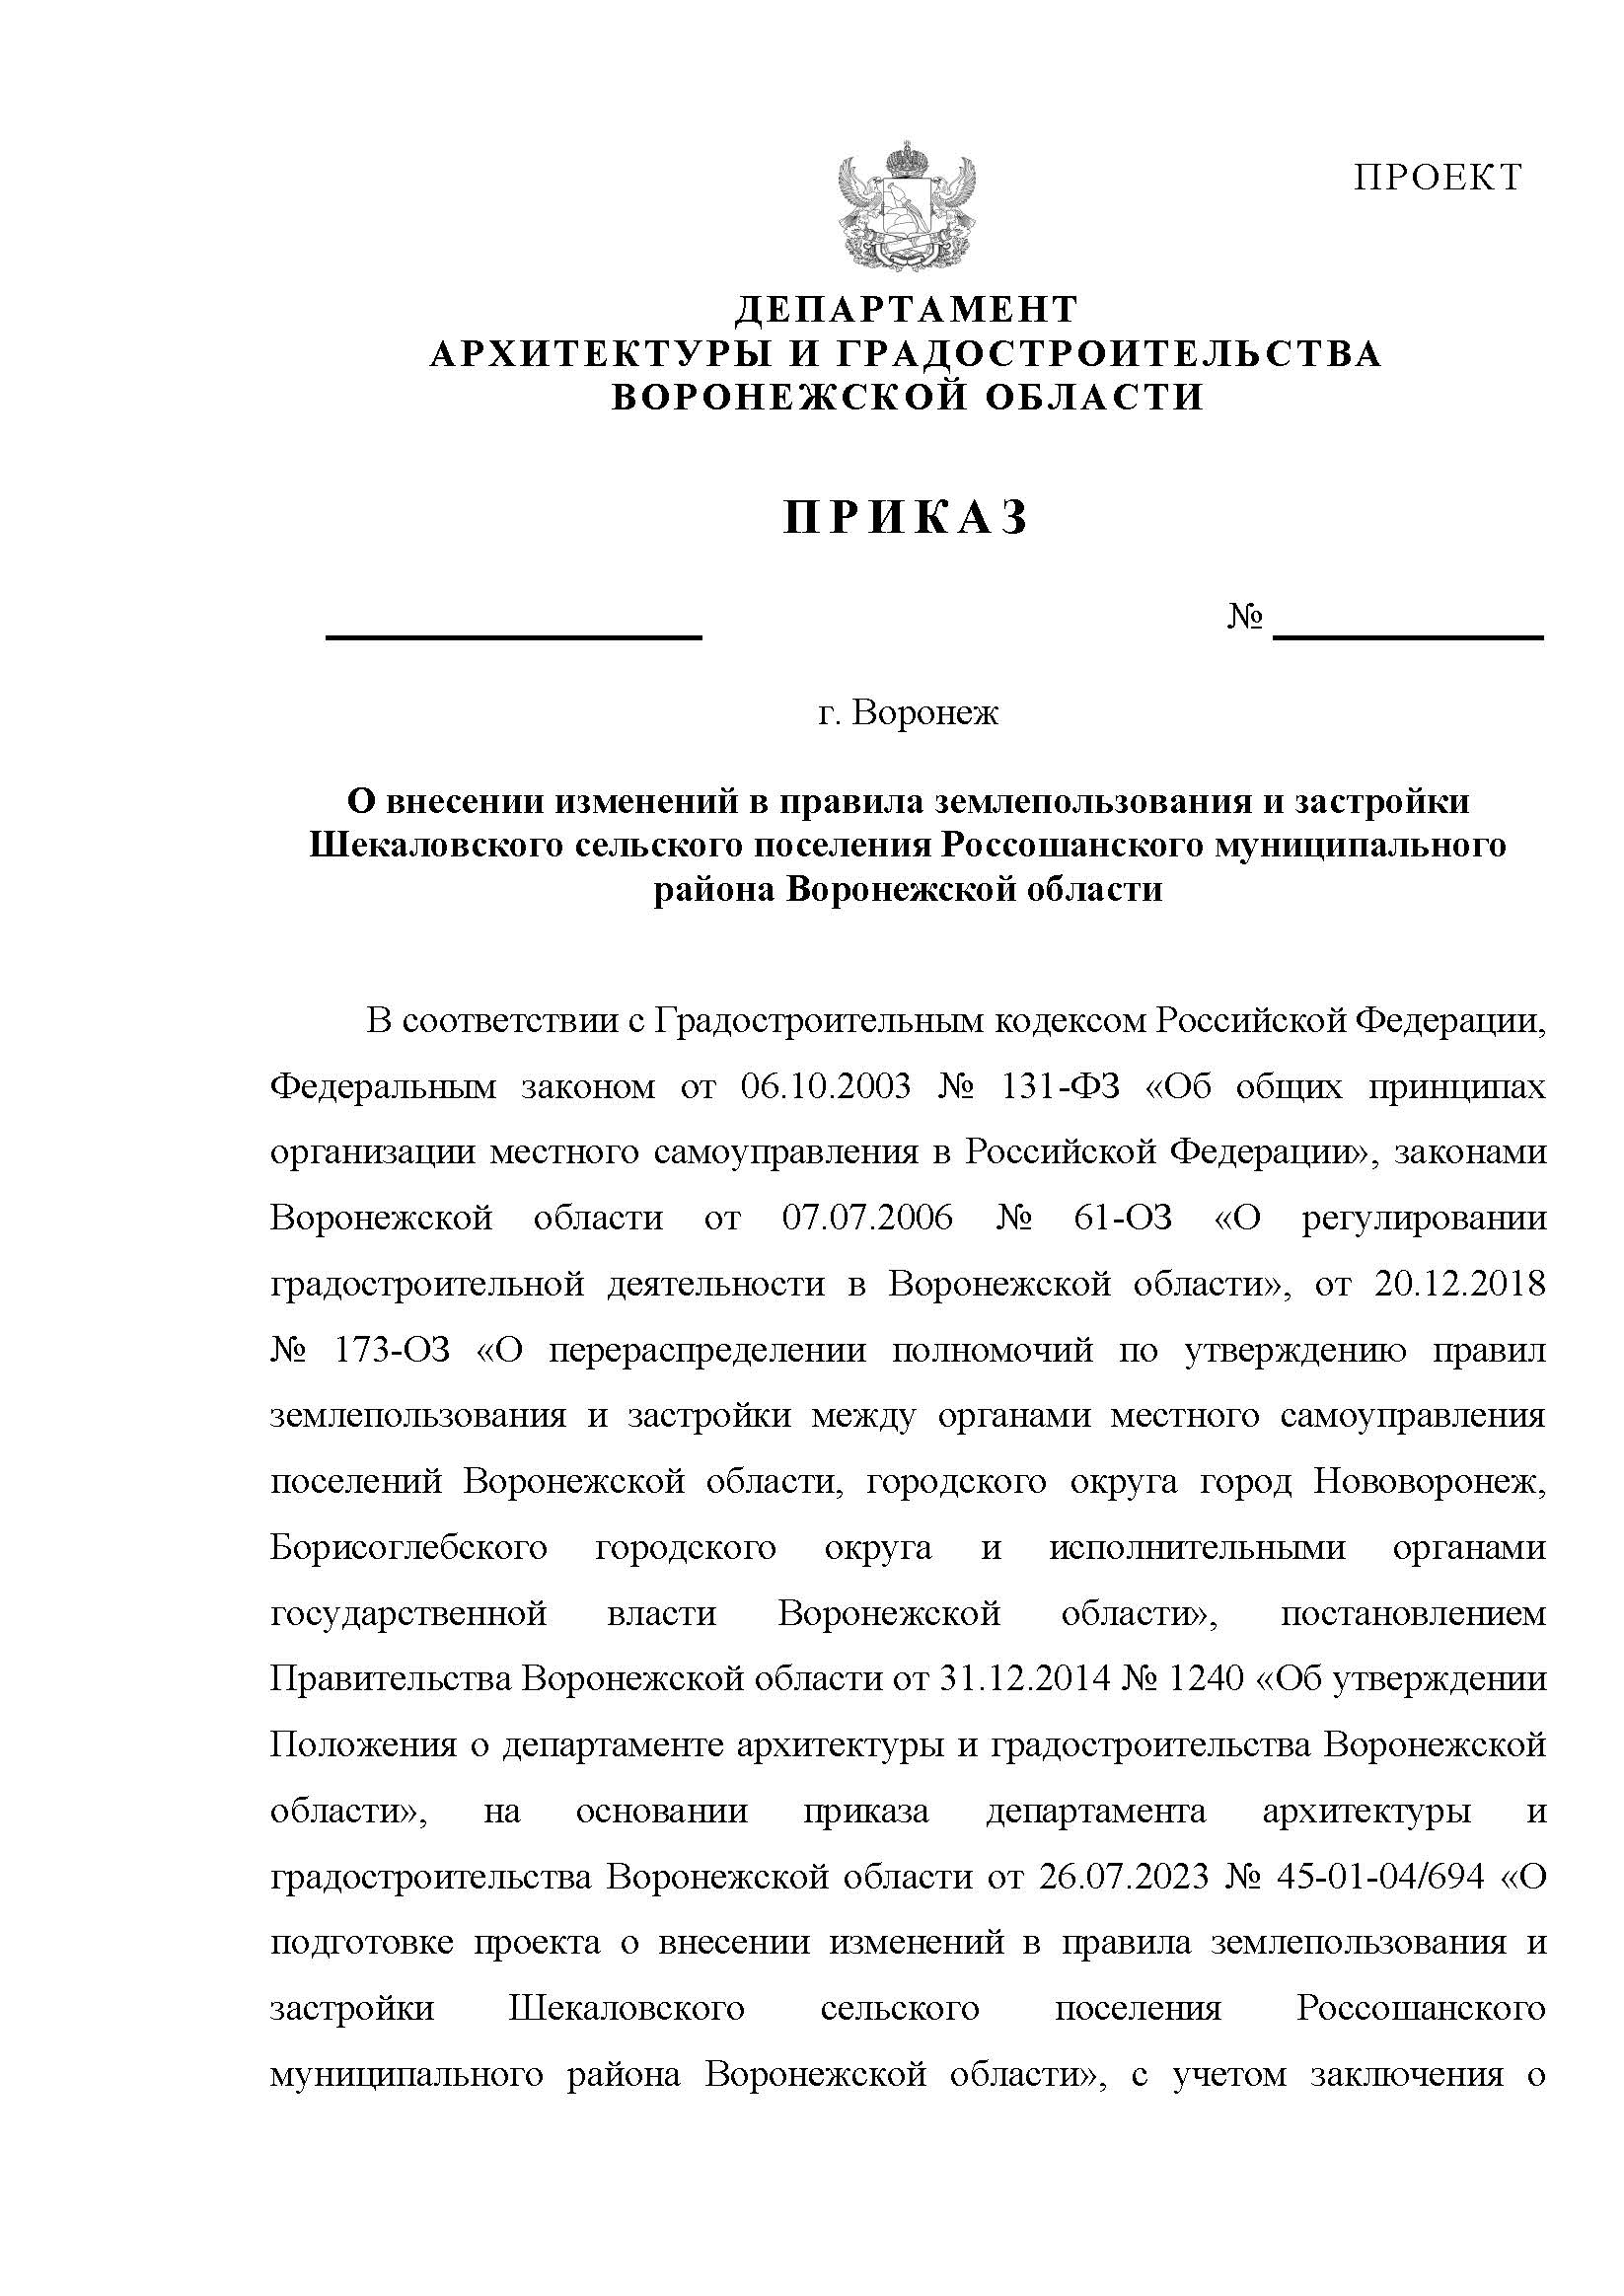 ПРОЕКТ
ДЕПАРТАМЕНТ
АРХИТЕКТУРЫ И ГРАДОСТРОИТЕЛЬСТВА
ВОРОНЕЖСКОЙ ОБЛАСТИ
ПРИКАЗ
№
г. Воронеж
О внесении изменений в правила землепользования и застройки
Шекаловского сельского поселения Россошанского муниципального
района Воронежской области
В соответствии с Градостроительным кодексом Российской Федерации,
Федеральным законом от 06.10.2003 № 131-ФЗ «Об общих принципах
организации местного самоуправления в Российской Федерации», законами
Воронежской области от 07.07.2006 № 61-ОЗ «О регулировании
градостроительной деятельности в Воронежской области», от 20.12.2018
№ 173-ОЗ «О перераспределении полномочий по утверждению правил
землепользования и застройки между органами местного самоуправления
поселений Воронежской области, городского округа город Нововоронеж,
Борисоглебского городского округа и исполнительными органами
государственной власти Воронежской области», постановлением
Правительства Воронежской области от 31.12.2014 № 1240 «Об утверждении
Положения о департаменте архитектуры и градостроительства Воронежской
области», на основании приказа департамента архитектуры и
градостроительства Воронежской области от 26.07.2023 № 45-01-04/694 «О
подготовке проекта о внесении изменений в правила землепользования и
застройки Шекаловского сельского поселения Россошанского
муниципального района Воронежской области», с учетом заключения о